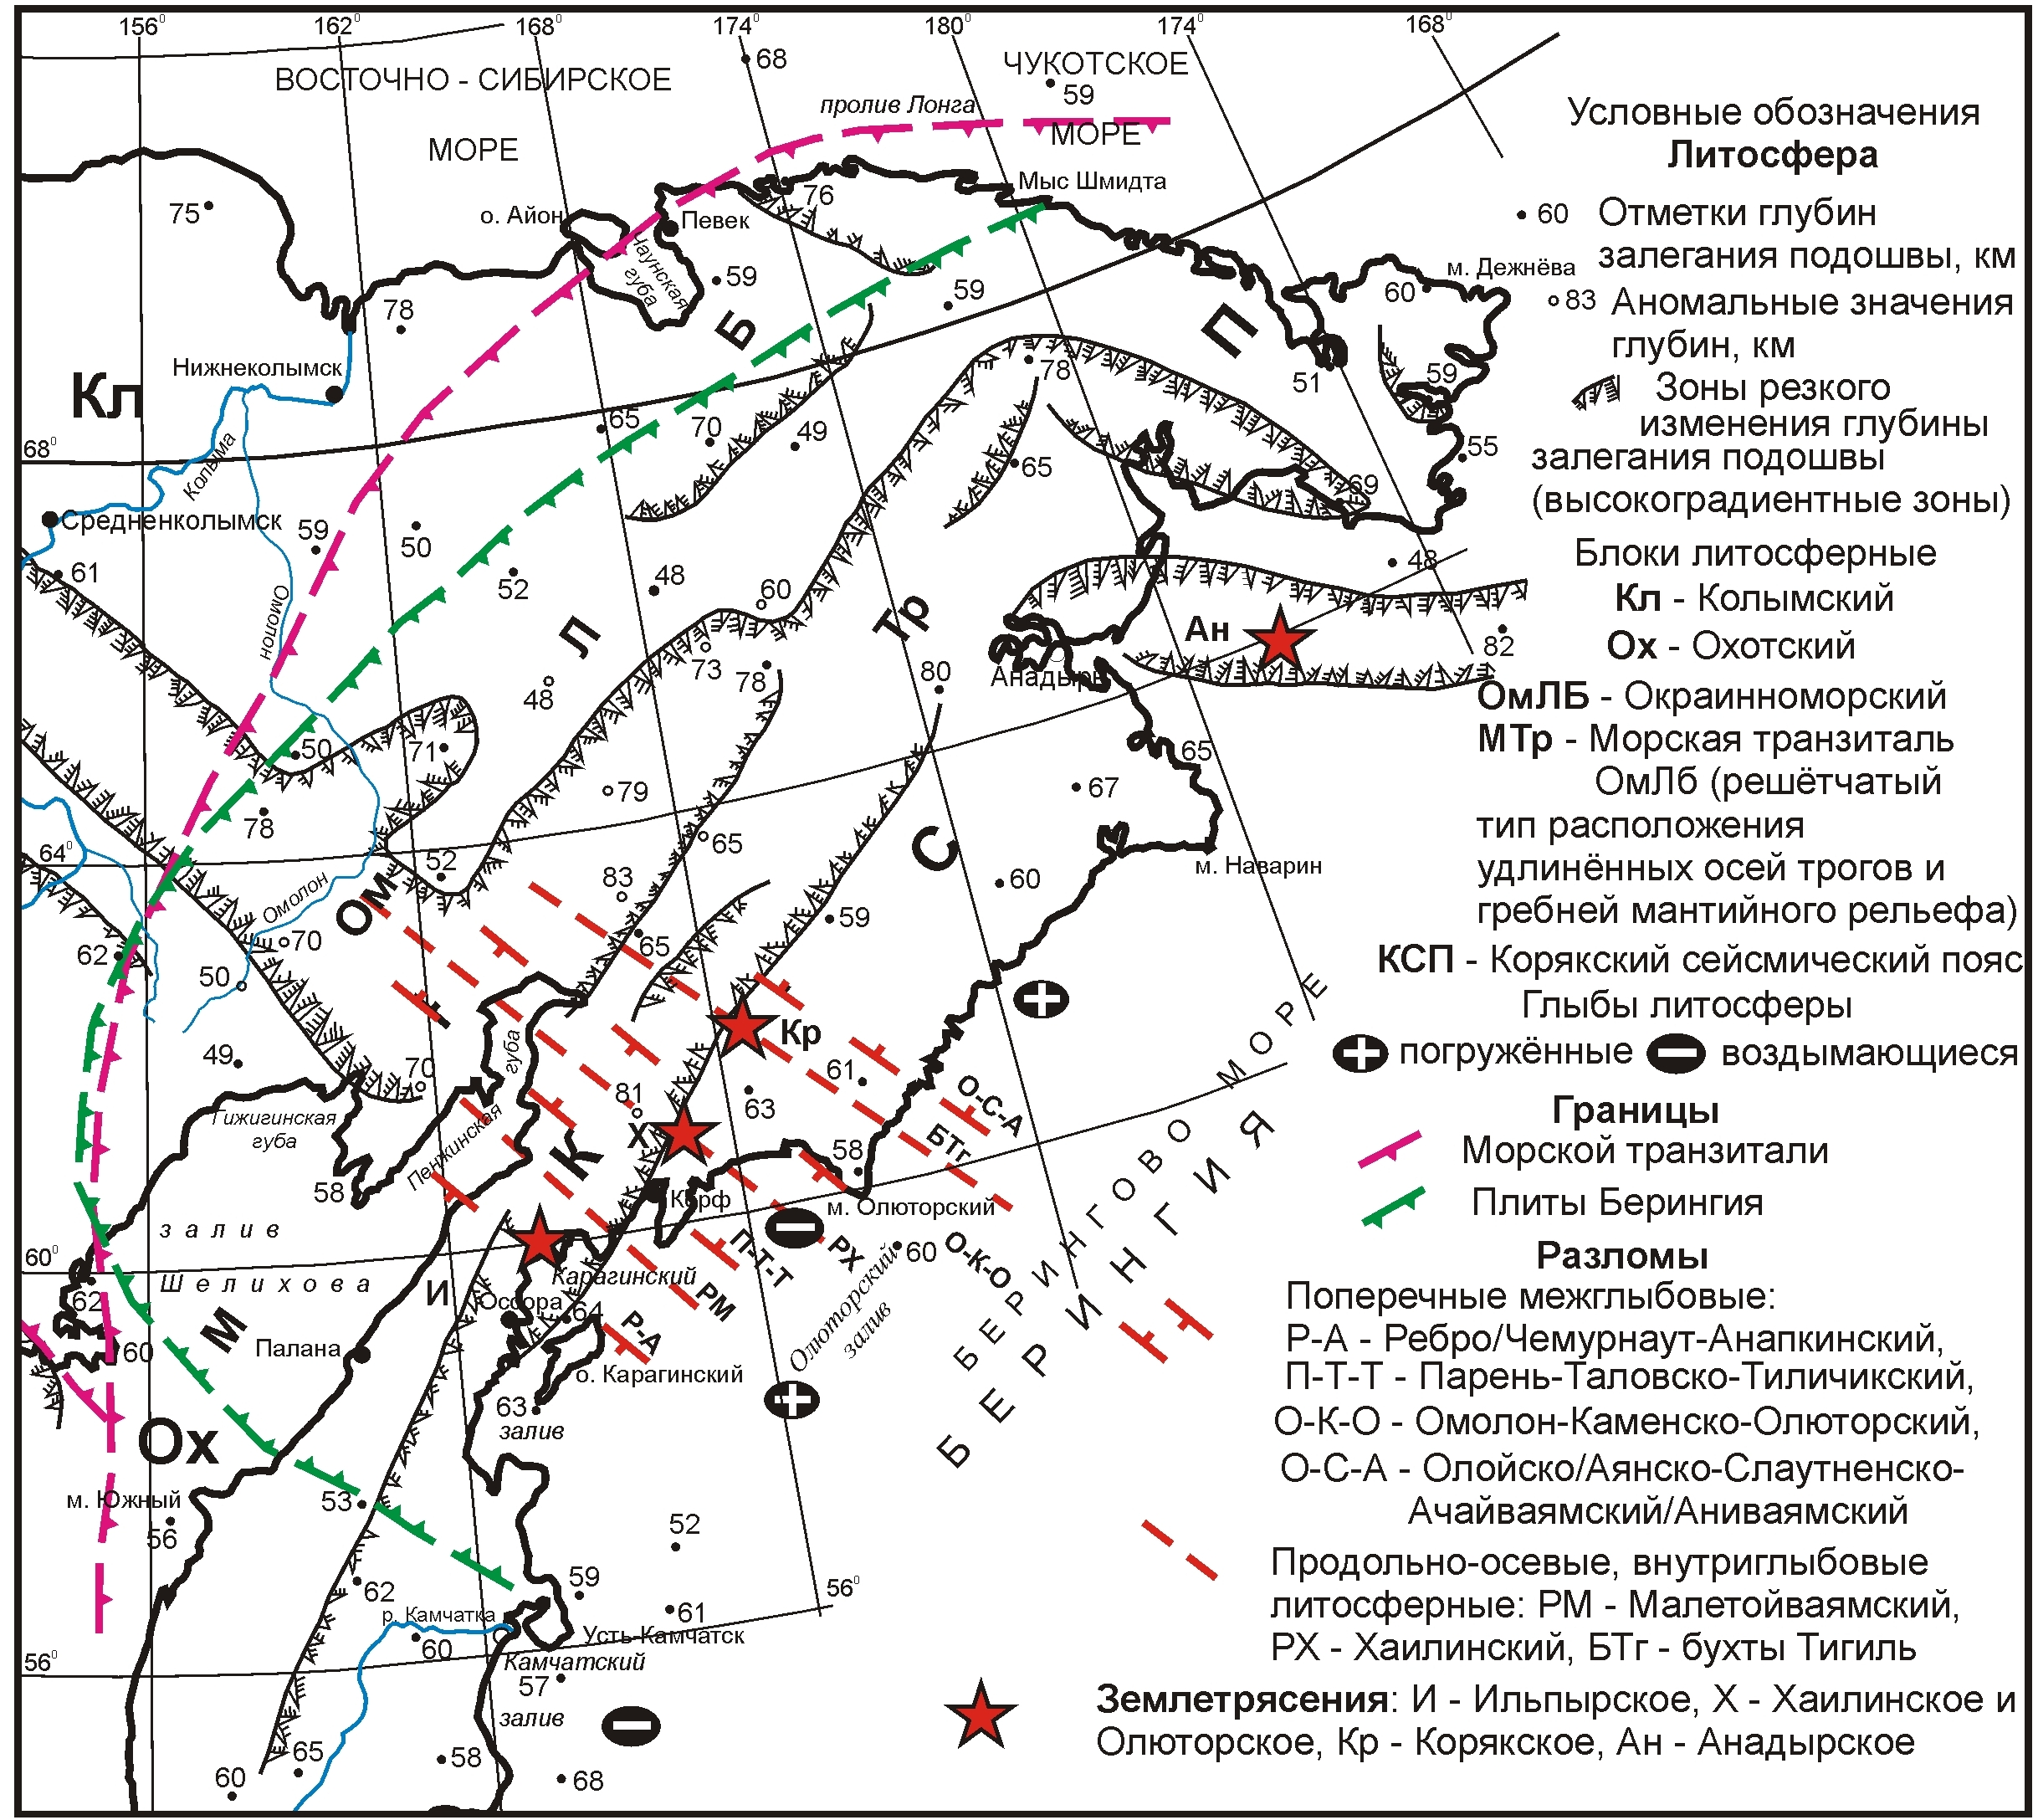 156⁰ 162⁰ 168⁰ 174⁰ 180⁰ 174⁰ 168⁰
ВОСТОЧНО - СИБИРСКОЕ
МОРЕ
68
ЧУКОТСКОЕ
59
пролив Лонга
МОРЕ
Мыс Шмидта
76
75
о. Айон
Певек
Чаунская
губа
59
59
78
Б
П
м. Дежнёва
60
59
51
55
Нижнеколымск
Кл
68⁰
Колыма
Средненколымск
65
70
49
78
65
69
59
50
61
52
48
60
48
Омолон
Л
Тр
73
78
80
Ан
82
Анадырь
48
50
71
65
67
79
78
65
64⁰
52
С
м. Наварин
83
60
Ом
59
Омолон
65
62
70
50
Кр
49
70
губа
61
О-С-А
81
63
Х
Гижигинская
губа
Пенжинская
К
58
БТг
58
Корф
м. Олюторский
залив
60⁰
П-Т-Т
РХ
60
О-К-О
Шелихова
Карагинский
И
РМ
Оссора
64
62
М
Р-А
Олюторский
залив
БЕРИНГОВО МОРЕ
БЕРИНГИЯ
Палана
60
о. Карагинский
63
залив
Ох
м. Южный
56
53
52
62
59
56⁰
р. Камчатка
61
60
Усть-Камчатск
56⁰
Камчатский
57
залив
65
58
60
68
Условные обозначения
Литосфера
60 Отметки глубин
залегания подошвы, км
83 Аномальные значения
глубин, км
Зоны резкого
изменения глубины
залегания подошвы
(высокоградиентные зоны)
Блоки литосферные
Кл - Колымский
Ох - Охотский
ОмЛБ - Окраинноморский
МТр - Морская транзиталь
ОмЛб (решётчатый
тип расположения
удлинённых осей трогов и
гребней мантийного рельефа)
КСП - Корякский сейсмический пояс
Глыбы литосферы
погружённые воздымающиеся
Границы
Морской транзитали
Плиты Берингия
Разломы
Поперечные межглыбовые:
Р-А - Ребро/Чемурнаут-Анапкинский,
П-Т-Т - Парень-Таловско-Тиличикский,
О-К-О - Омолон-Каменско-Олюторский,
О-С-А - Олойско/Аянско-Слаутненско-
Ачайваямский/Аниваямский
Продольно-осевые, внутриглыбовые
литосферные: РМ - Малетойваямский,
РХ - Хаилинский, БТг - бухты Тигиль
Землетрясения: И - Ильпырское, Х - Хаилинское и
Олюторское, Кр - Корякское, Ан - Анадырское